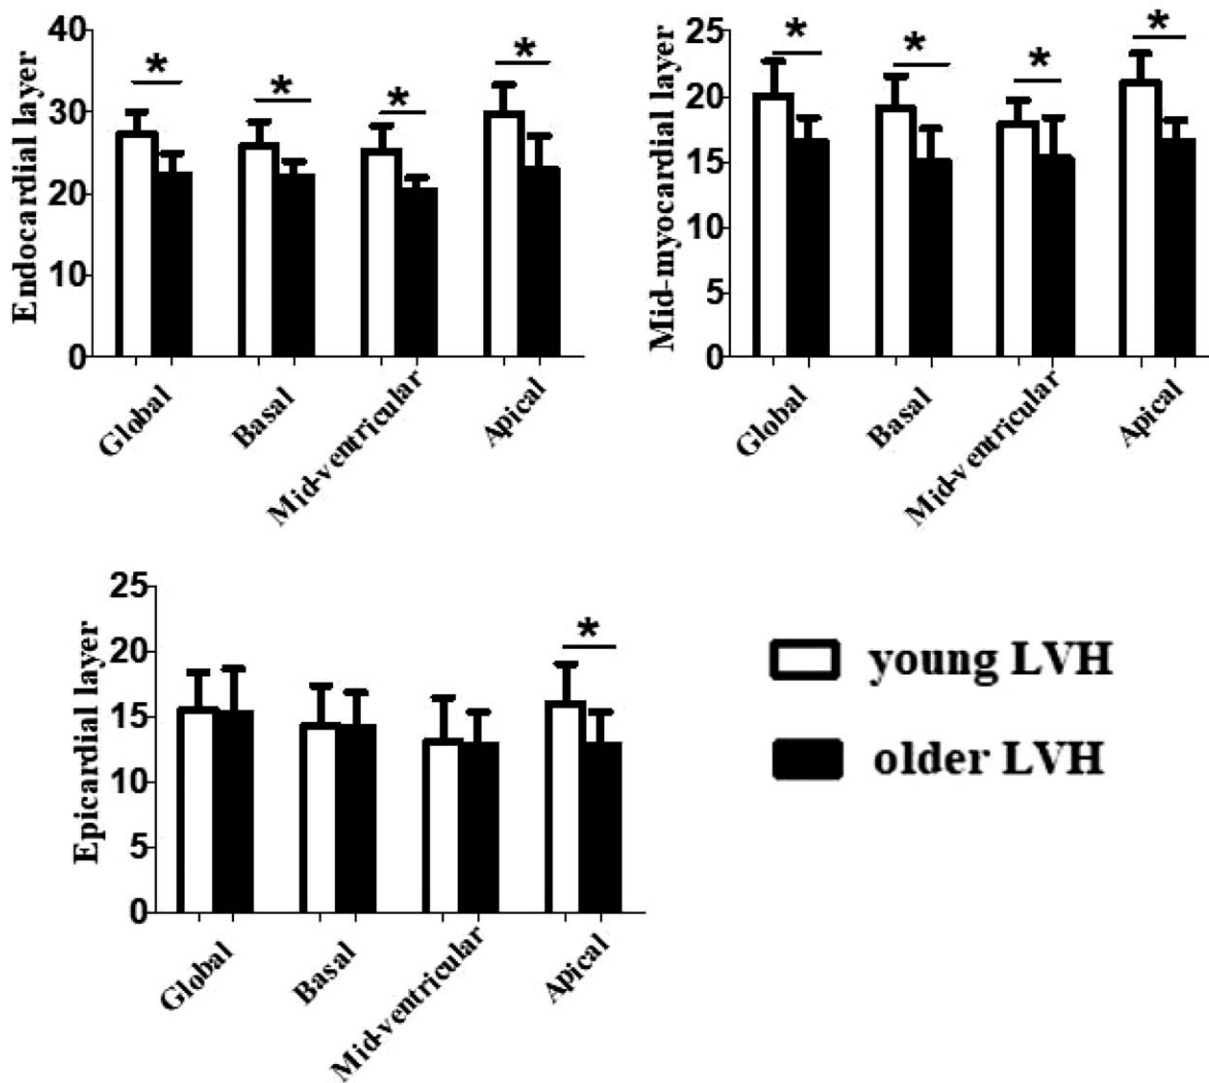 Endocardial layer
40
30
20
10
0
*
*
*
*
Global
Basal
Mid-ventricular
Apical
Mid-myocardial layer
25
20
15
10
5
0
*
*
*
*
Global
Basal
Mid-ventricular
Apical
Epicardial layer
25
20
15
10
5
0
*
Global
Basal
Mid-ventricular
Apical
young LVH
older LVH